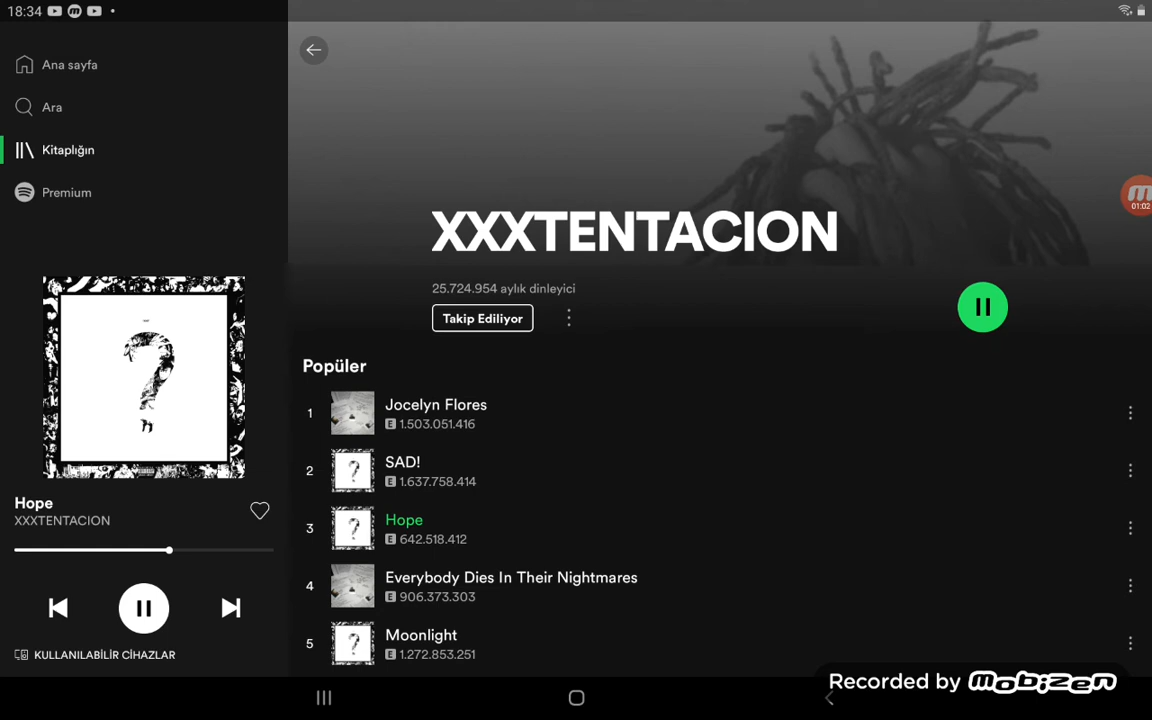 18:34
Ana sayfa
Ara
Kitaplığın
Premium
Hope
XXXTENTACION
KULLANILABİLİR CİHAZLAR
XXXTENTACION
25.724.954 aylık dinleyici
Takip Ediliyor
01:02
Popüler
1 Jocelyn Flores
E 1.503.051.416
2 SAD!
E 1.637.758.414
3 Hope
E 642.518.412
4 Everybody Dies In Their Nightmares
E 906.373.303
5 Moonlight
E 1.272.853.251
Recorded by mobizen